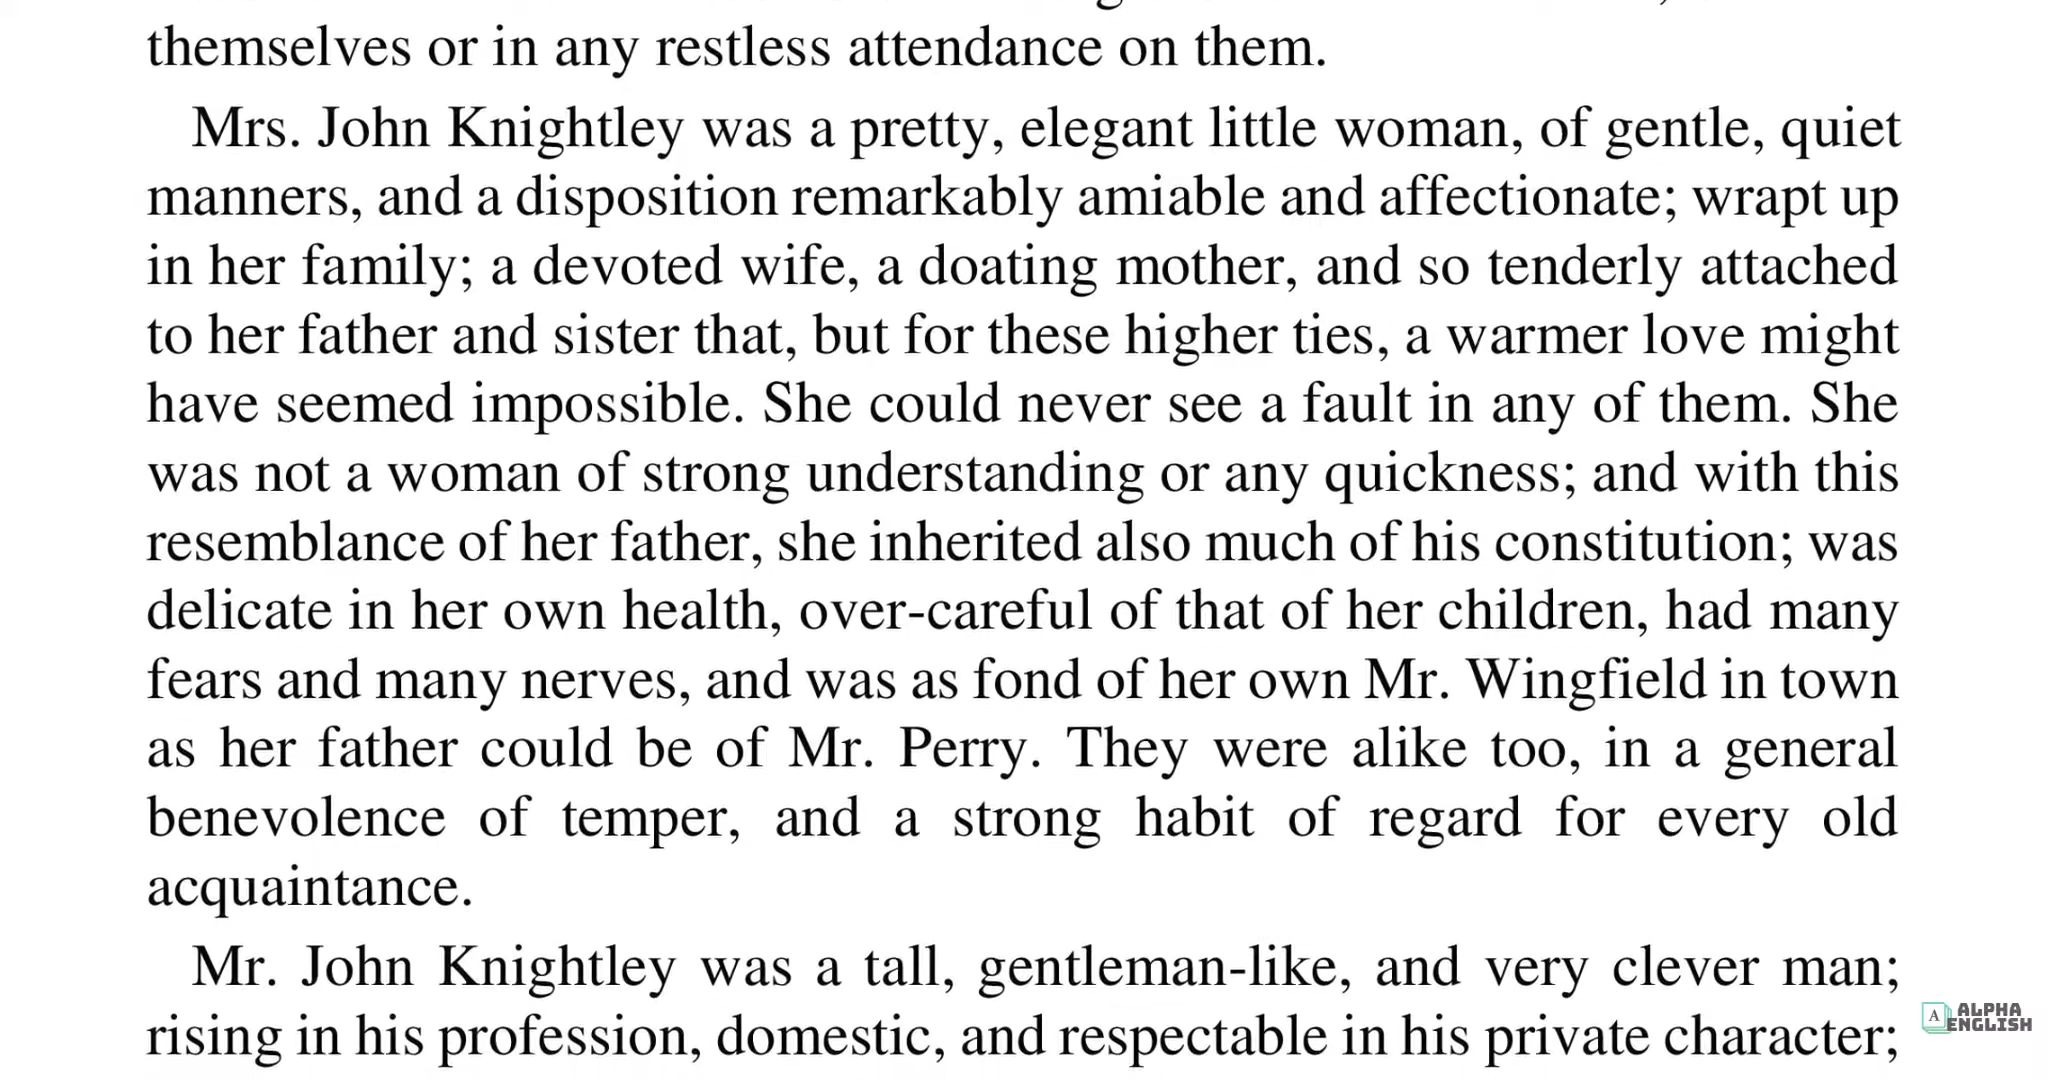 themselves or in any restless attendance on them.
Mrs. John Knightley was a pretty, elegant little woman, of gentle, quiet
manners, and a disposition remarkably amiable and affectionate; wrapt up
in her family; a devoted wife, a doating mother, and so tenderly attached
to her father and sister that, but for these higher ties, a warmer love might
have seemed impossible. She could never see a fault in any of them. She
was not a woman of strong understanding or any quickness; and with this
resemblance of her father, she inherited also much of his constitution; was
delicate in her own health, over-careful of that of her children, had many
fears and many nerves, and was as fond of her own Mr. Wingfield in town
as her father could be of Mr. Perry. They were alike too, in a general
benevolence of temper, and a strong habit of regard for every old
acquaintance.
Mr. John Knightley was a tall, gentleman-like, and very clever man;
rising in his profession, domestic, and respectable in his private character;
A ALPHA
ENGLISH